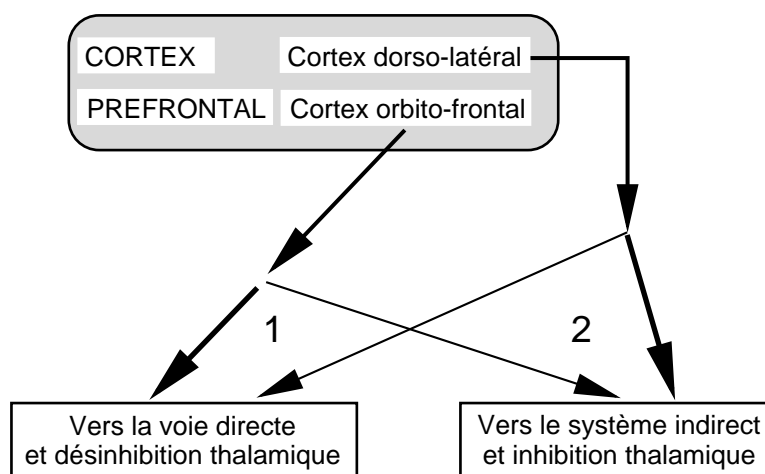 CORTEX Cortex dorso-latéral
PREFRONTAL Cortex orbito-frontal
1 2
Vers la voie directe
et désinhibition thalamique
Vers le système indirect
et inhibition thalamique